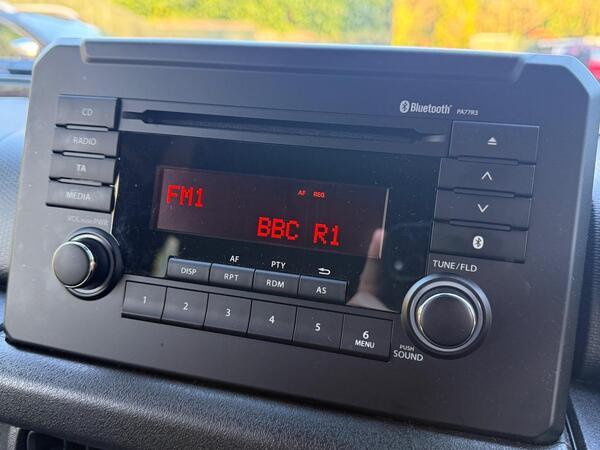 Bluetooth® PA77R3
CD
RADIO
TA
MEDIA
VOL PUSH PWR
AF REG
FM1
BBC R1
TUNE/FLD
AF PTY
DISP RPT RDM AS
1 2 3 4 5 6
MENU
PUSH
SOUND